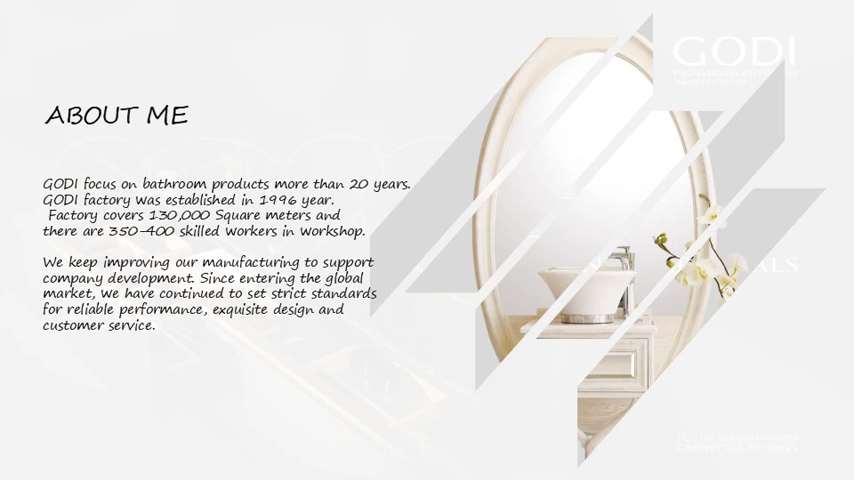 GODI
ABOUT ME
GODI focus on bathroom products more than 20 years.
GODI factory was established in 1996 year.
Factory covers 130,000 Square meters and
there are 350-400 skilled workers in workshop.
We keep improving our manufacturing to support
company development. Since entering the global
market, we have continued to set strict standards
for reliable performance, exquisite design and
customer service.